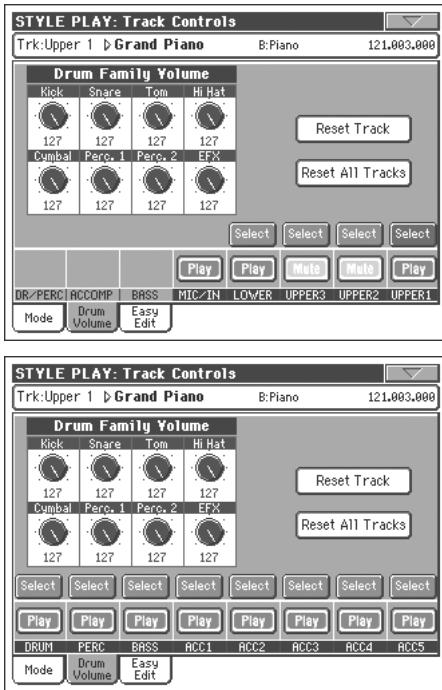 STYLE PLAY: Track Controls
Trk:Upper 1 Grand Piano B:Piano 121.003.000
Drum Family Volume
Kick Snare Tom Hi Hat
127 127 127 127
Cymbal Perc. 1 Perc. 2 EFX
127 127 127 127
Reset Track
Reset All Tracks
Select Select Select Select
Play Play Mute Mute Play
DR/PERC ACCOMP BASS MIC/IN LOWER UPPER3 UPPER2 UPPER1
Mode Drum Volume Easy Edit
STYLE PLAY: Track Controls
Trk:Upper 1 Grand Piano B:Piano 121.003.000
Drum Family Volume
Kick Snare Tom Hi Hat
127 127 127 127
Cymbal Perc. 1 Perc. 2 EFX
127 127 127 127
Reset Track
Reset All Tracks
Select Select Select Select Select Select Select Select
Play Play Play Play Play Play Play Play
DRUM PERC BASS ACC1 ACC2 ACC3 ACC4 ACC5
Mode Drum Volume Easy Edit